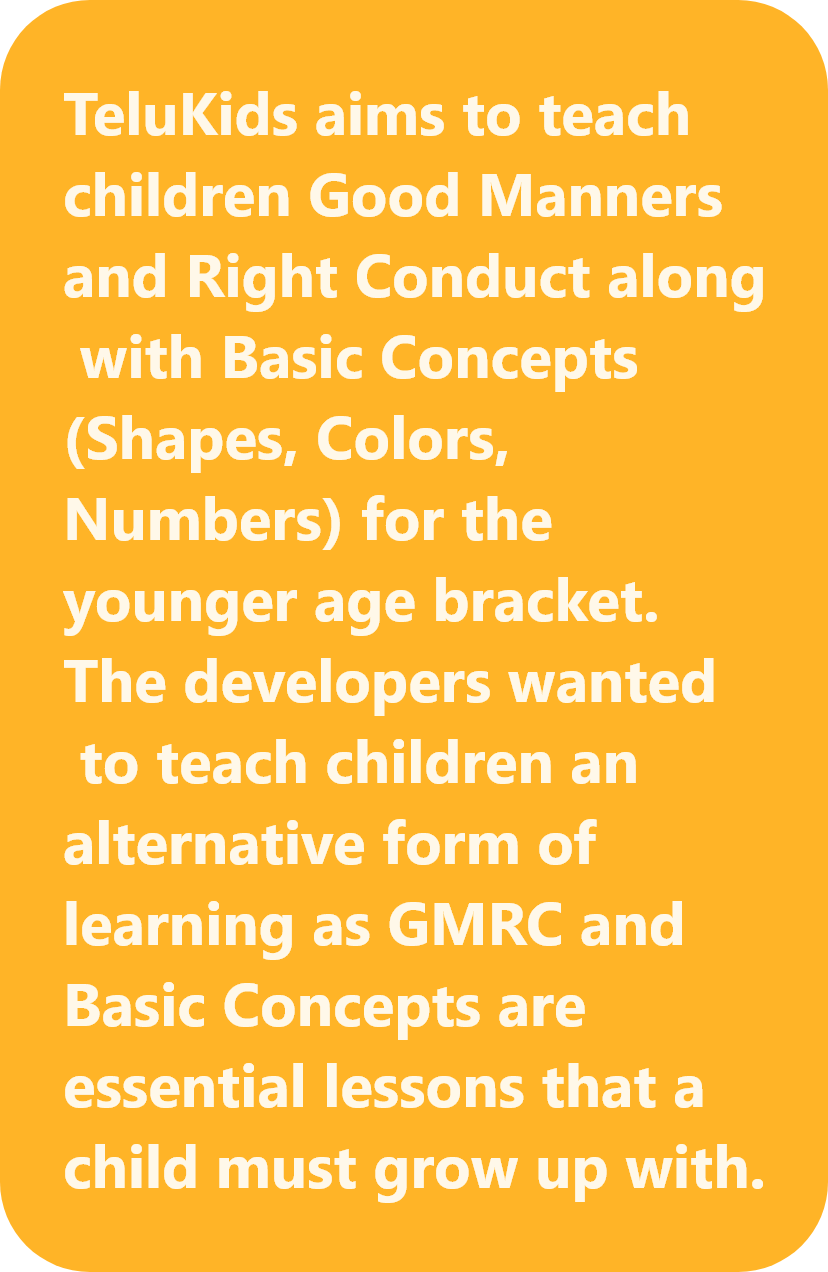 TeluKids aims to teach
children Good Manners
and Right Conduct along
with Basic Concepts
(Shapes, Colors,
Numbers) for the
younger age bracket.
The developers wanted
to teach children an
alternative form of
learning as GMRC and
Basic Concepts are
essential lessons that a
child must grow up with.